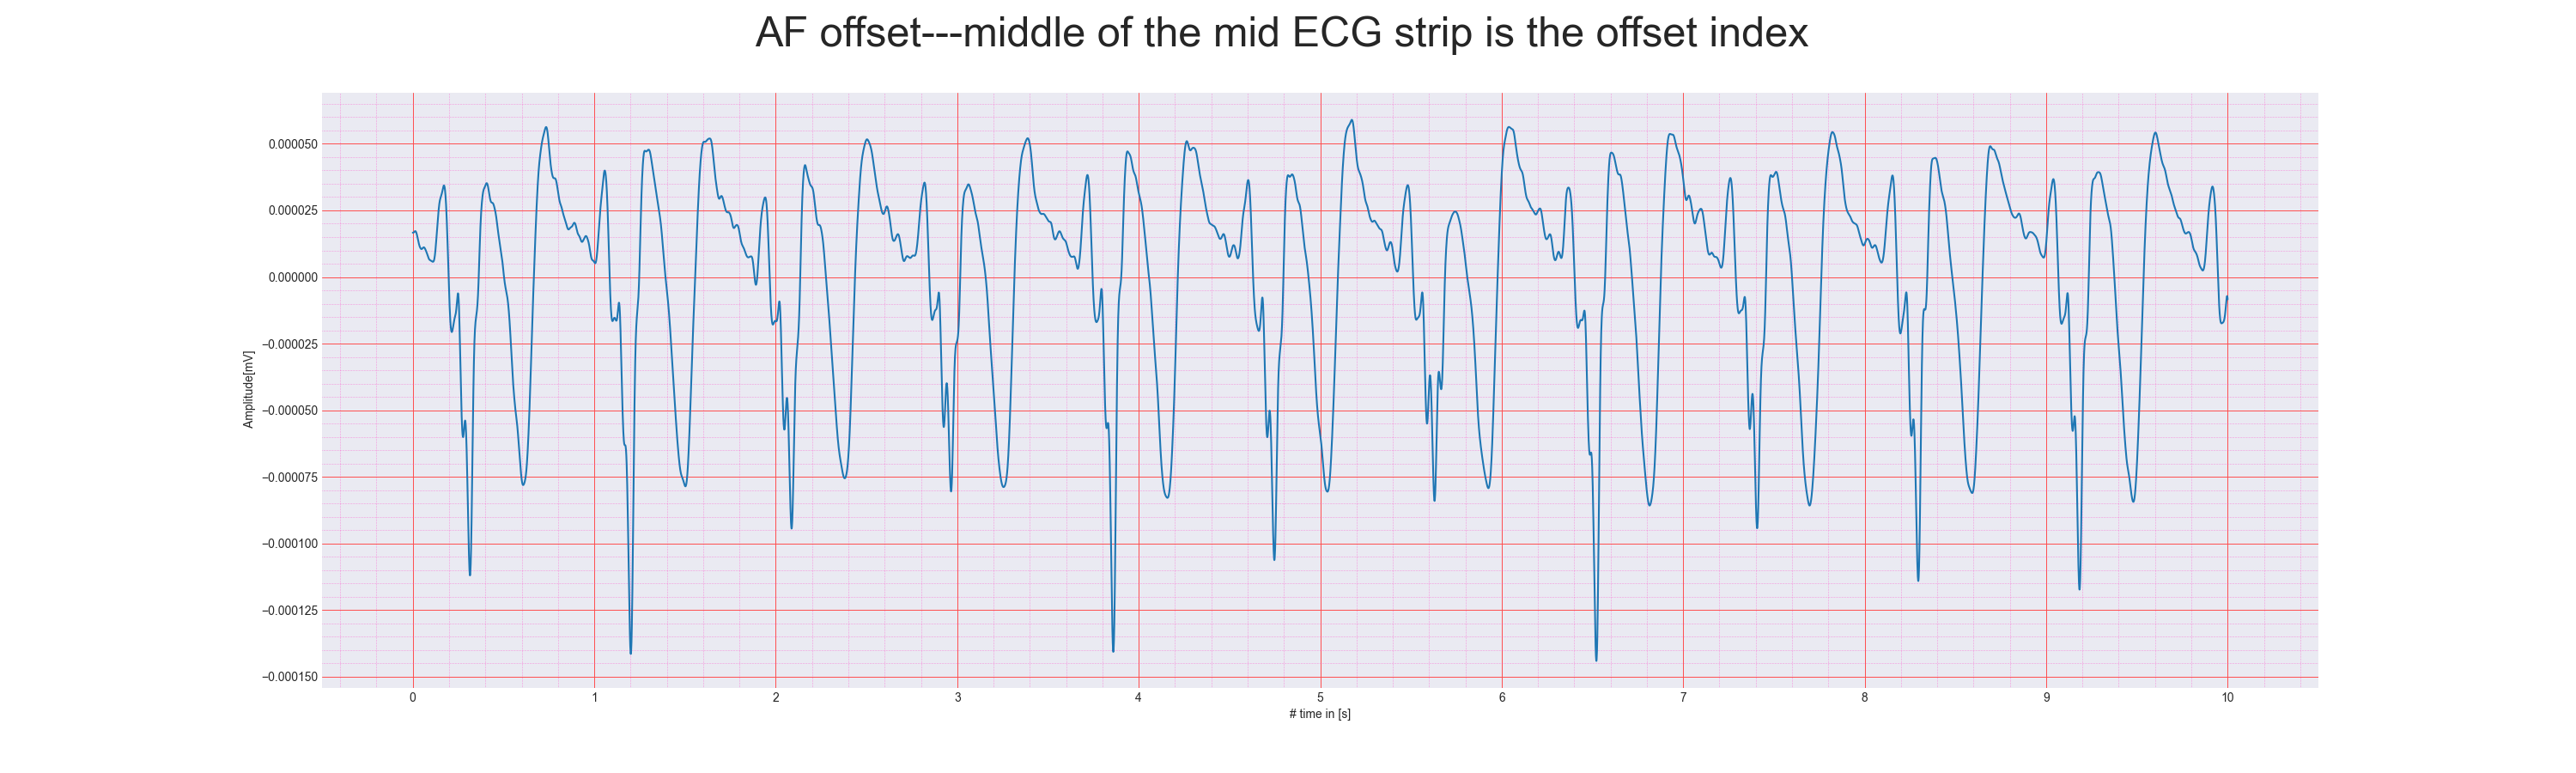 AF offset---middle of the mid ECG strip is the offset index
0.000050
0.000025
0.000000
−0.000025
−0.000050
−0.000075
−0.000100
−0.000125
−0.000150
Amplitude[mV]
0 1 2 3 4 5 6 7 8 9 10
# time in [s]